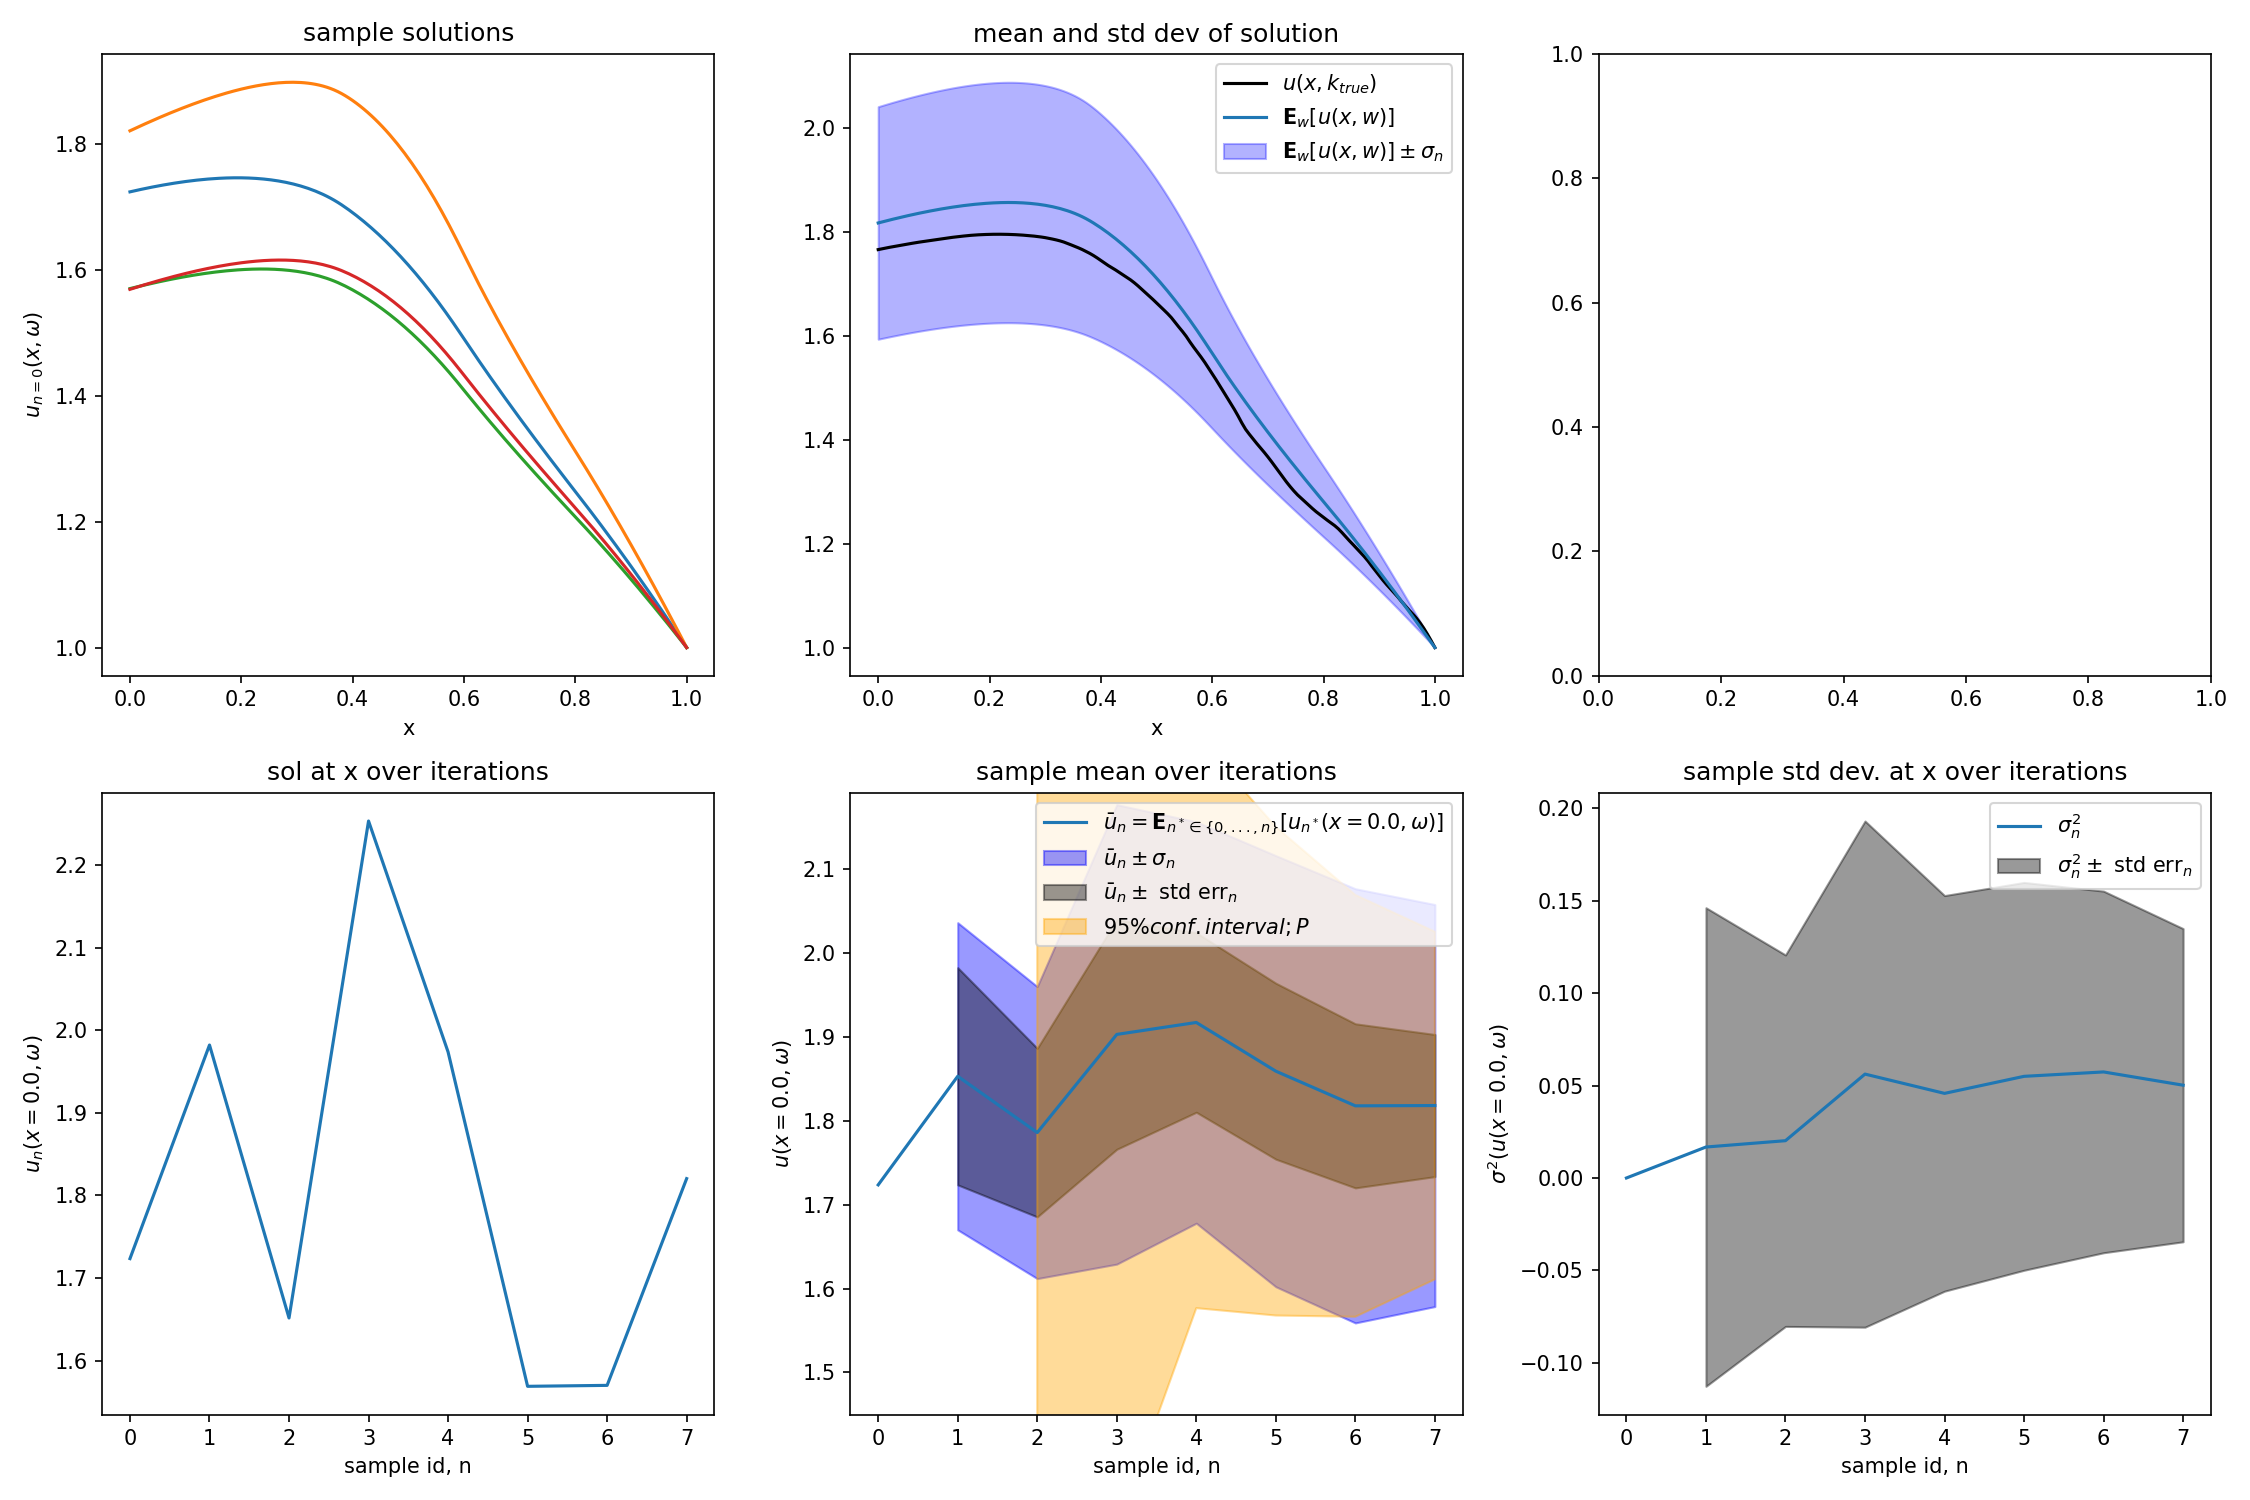 sample solutions
u_{n=0}(x, ω)
1.8
1.6
1.4
1.2
1.0
0.0 0.2 0.4 0.6 0.8 1.0
x
mean and std dev of solution
2.0
1.8
1.6
1.4
1.2
1.0
u(x, k_{true})
E_w[u(x, w)]
E_w[u(x, w)] ± σ_n
0.0 0.2 0.4 0.6 0.8 1.0
x
1.0
0.8
0.6
0.4
0.2
0.0
0.0 0.2 0.4 0.6 0.8 1.0
sol at x over iterations
u_n(x = 0.0, ω)
2.2
2.1
2.0
1.9
1.8
1.7
1.6
0 1 2 3 4 5 6 7
sample id, n
sample mean over iterations
u(x = 0.0, ω)
2.1
2.0
1.9
1.8
1.7
1.6
1.5
ū_n = E_{n^* ∈ {0, ..., n}}[u_{n^*}(x = 0.0, ω)]
ū_n ± σ_n
ū_n ± std err_n
95%conf. interval; P
0 1 2 3 4 5 6 7
sample id, n
sample std dev. at x over iterations
σ²(u(x = 0.0, ω)
0.20
0.15
0.10
0.05
0.00
−0.05
−0.10
σ_n^2
σ_n^2 ± std err_n
0 1 2 3 4 5 6 7
sample id, n